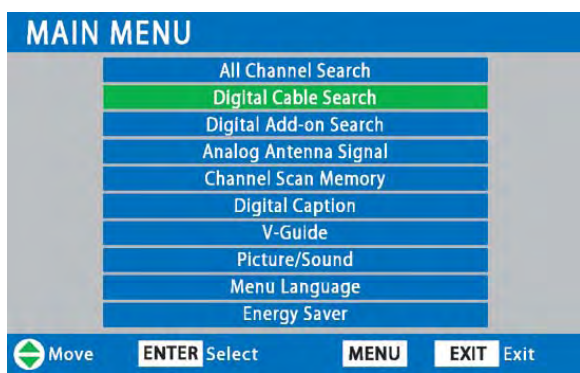 MAIN MENU
All Channel Search
Digital Cable Search
Digital Add-on Search
Analog Antenna Signal
Channel Scan Memory
Digital Caption
V-Guide
Picture/Sound
Menu Language
Energy Saver
Move ENTER Select MENU EXIT Exit